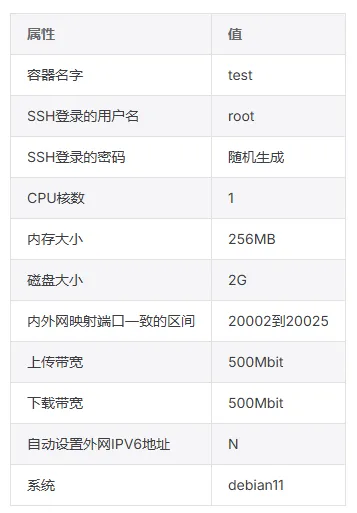 属性 值
容器名字 test
SSH登录的用户名 root
SSH登录的密码 随机生成
CPU核数 1
内存大小 256MB
磁盘大小 2G
内外网映射端口一致的区间 20002到20025
上传带宽 500Mbit
下载带宽 500Mbit
自动设置外网IPV6地址 N
系统 debian11